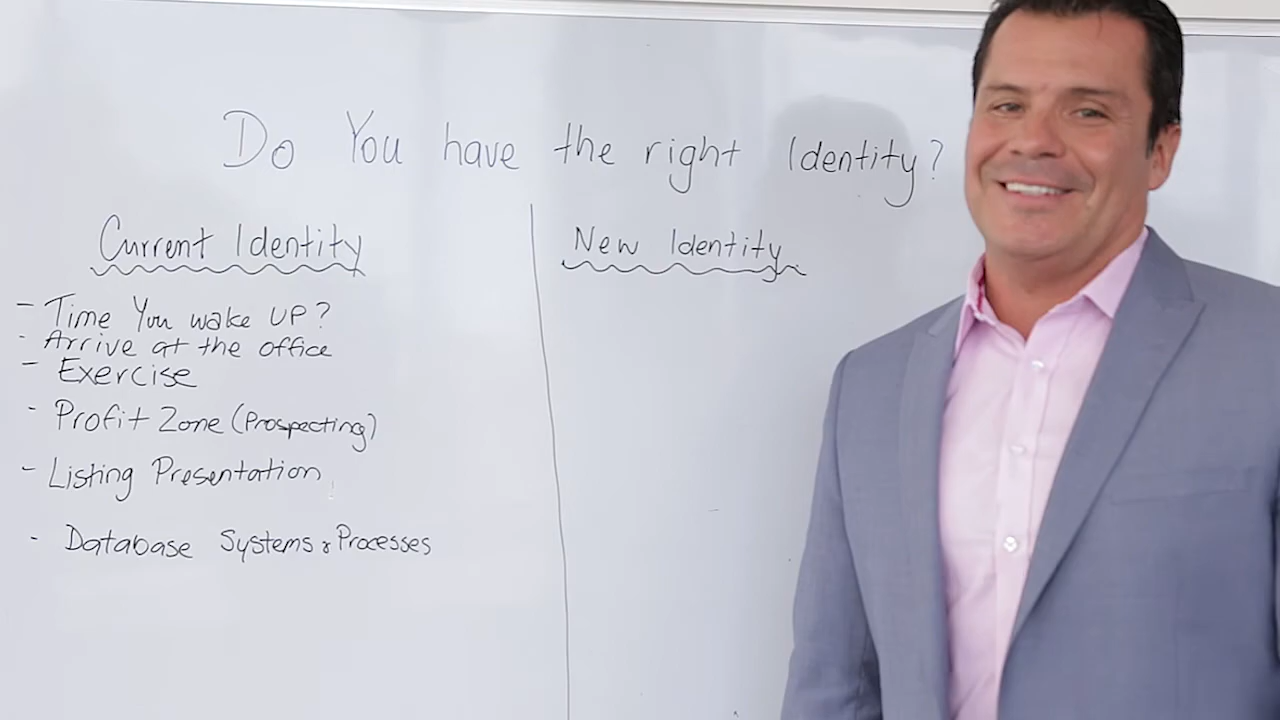 Do You have the right Identity?
Current Identity
- Time You wake UP?
- Arrive at the office
- Exercise
- Profit Zone (Prospecting)
- Listing Presentation
- Database Systems & Processes
New Identity